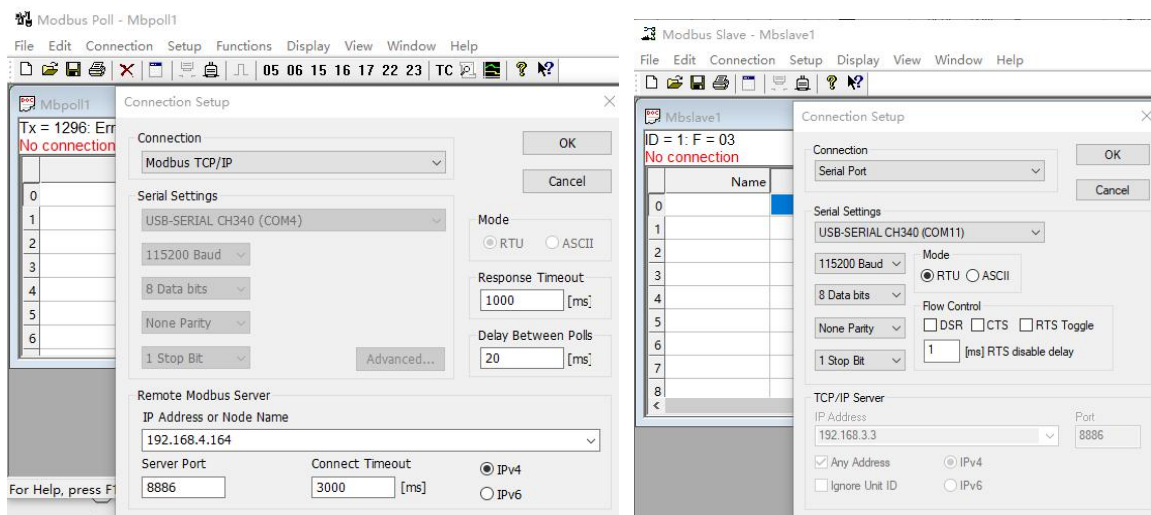 Modbus Poll - Mbpoll1
File Edit Connection Setup Functions Display View Window Help
05 06 15 16 17 22 23 TC
Mbpoll1
Tx = 1296: Err
No connection
0
1
2
3
4
5
6
For Help, press F1
Connection Setup
Connection
Modbus TCP/IP
OK
Cancel
Serial Settings
USB-SERIAL CH340 (COM4)
115200 Baud
8 Data bits
None Parity
1 Stop Bit
Advanced...
Mode
RTU ASCII
Response Timeout
1000 [ms]
Delay Between Polls
20 [ms]
Remote Modbus Server
IP Address or Node Name
192.168.4.164
Server Port Connect Timeout
8886 3000 [ms]
IPv4
IPv6
Modbus Slave - Mbslave1
File Edit Connection Setup Display View Window Help
Mbslave1
ID = 1: F = 03
No connection
Name
0
1
2
3
4
5
6
7
8
Connection Setup
Connection
Serial Port
OK
Cancel
Serial Settings
USB-SERIAL CH340 (COM11)
115200 Baud
8 Data bits
None Parity
1 Stop Bit
Mode
RTU ASCII
Flow Control
DSR CTS RTS Toggle
1 [ms] RTS disable delay
TCP/IP Server
IP Address Port
192.168.3.3 8886
Any Address IPv4
Ignore Unit ID IPv6